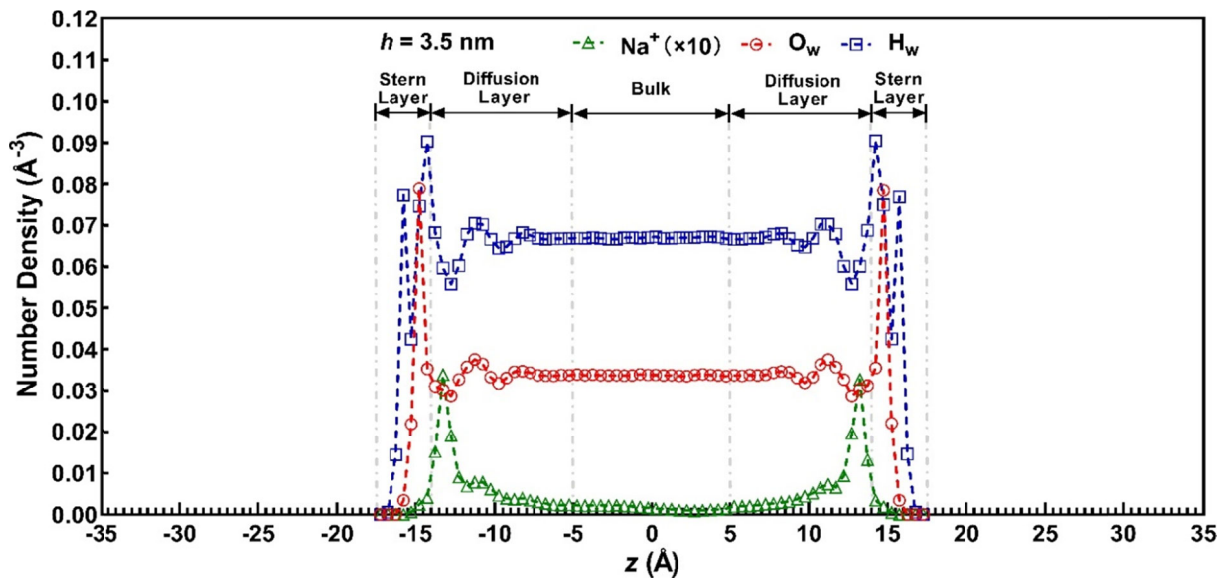 h = 3.5 nm
Na⁺ (×10) O_w H_w
Stern
Layer
Diffusion
Layer
Bulk
Diffusion
Layer
Stern
Layer
0.12
0.11
0.10
0.09
0.08
0.07
0.06
0.05
0.04
0.03
0.02
0.01
0.00
Number Density (Å⁻³)
-35 -30 -25 -20 -15 -10 -5 0 5 10 15 20 25 30 35
z (Å)